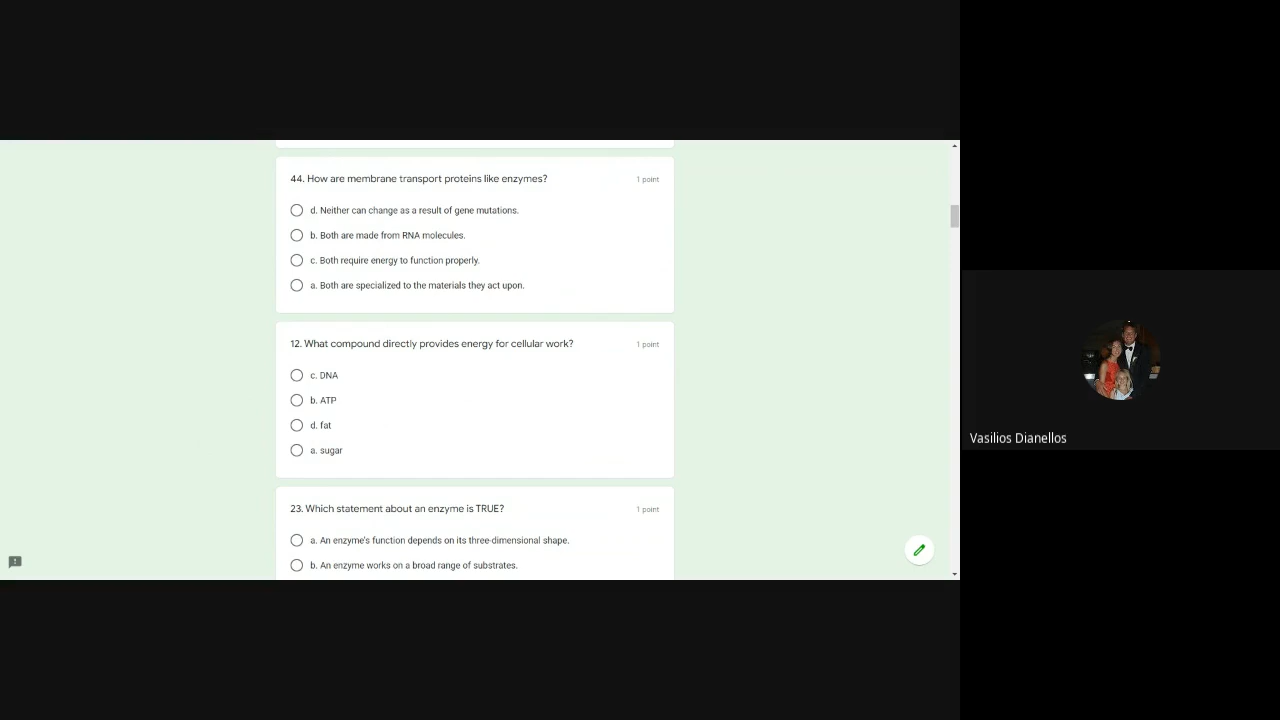 44. How are membrane transport proteins like enzymes?
1 point
d. Neither can change as a result of gene mutations.
b. Both are made from RNA molecules.
c. Both require energy to function properly.
a. Both are specialized to the materials they act upon.
12. What compound directly provides energy for cellular work?
1 point
c. DNA
b. ATP
d. fat
a. sugar
23. Which statement about an enzyme is TRUE?
1 point
a. An enzyme's function depends on its three-dimensional shape.
b. An enzyme works on a broad range of substrates.
Vasilios Dianellos